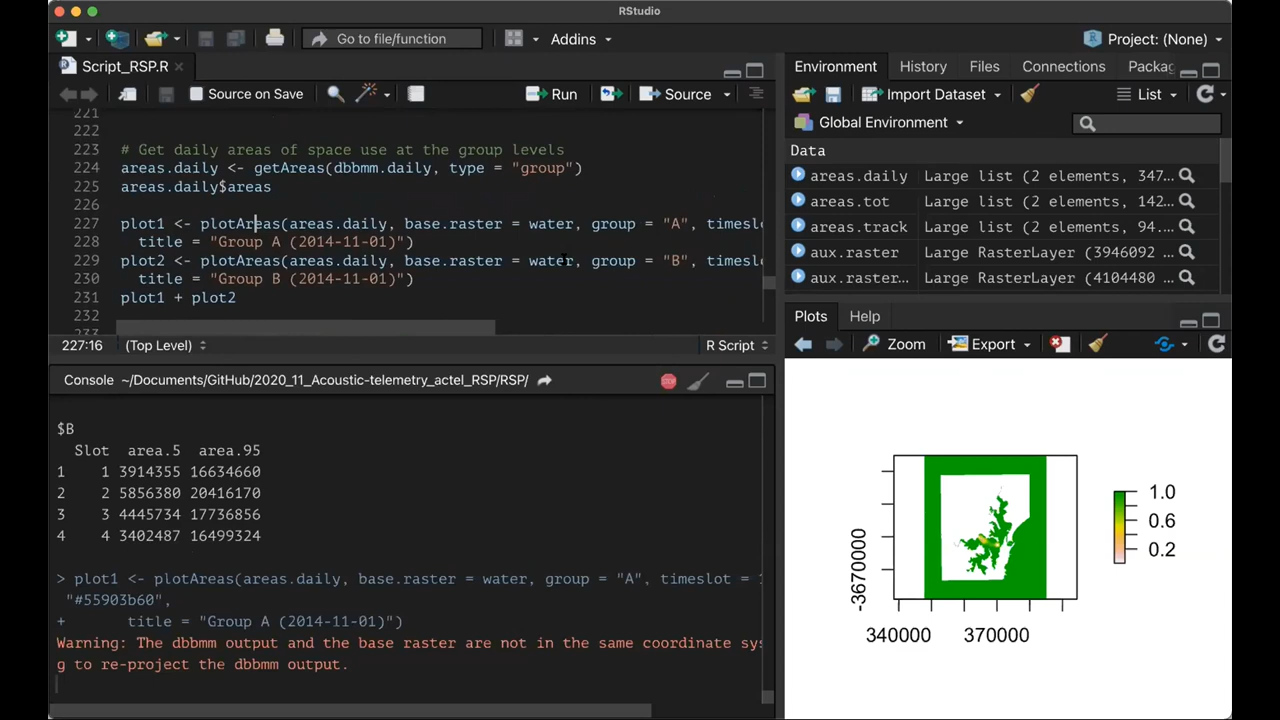 RStudio
Go to file/function
Addins
Project: (None)
Script_RSP.R
Source on Save
Run
Source
221
222
223 # Get daily areas of space use at the group levels
224 areas.daily <- getAreas(dbbmm.daily, type = "group")
225 areas.daily$areas
226
227 plot1 <- plotAreas(areas.daily, base.raster = water, group = "A", timeslo
228 title = "Group A (2014-11-01)")
229 plot2 <- plotAreas(areas.daily, base.raster = water, group = "B", timeslo
230 title = "Group B (2014-11-01)")
231 plot1 + plot2
232
233
227:16 (Top Level) R Script
Console ~/Documents/GitHub/2020_11_Acoustic-telemetry_actel_RSP/RSP/
$B
Slot area.5 area.95
1 1 3914355 16634660
2 2 5856380 20416170
3 3 4445734 17736856
4 4 3402487 16499324
> plot1 <- plotAreas(areas.daily, base.raster = water, group = "A", timeslot = 1
"#55903b60",
+ title = "Group A (2014-11-01)")
Warning: The dbbmm output and the base raster are not in the same coordinate sys
g to re-project the dbbmm output.
Environment History Files Connections Packag
Import Dataset List
Global Environment
Data
areas.daily Large list (2 elements, 347…
areas.tot Large list (2 elements, 142…
areas.track Large list (2 elements, 94.…
aux.raster RasterLayer (3946092 …
aux.raster… RasterLayer (4104480 …
Plots Help
Zoom Export
1.0
0.6
0.2
-3670000
340000 370000